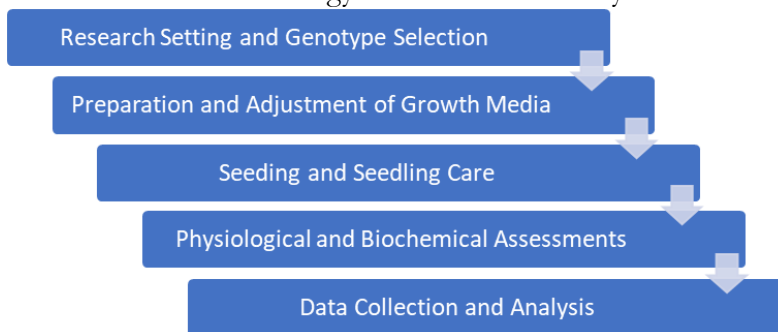 Research Setting and Genotype Selection
Preparation and Adjustment of Growth Media
Seeding and Seedling Care
Physiological and Biochemical Assessments
Data Collection and Analysis